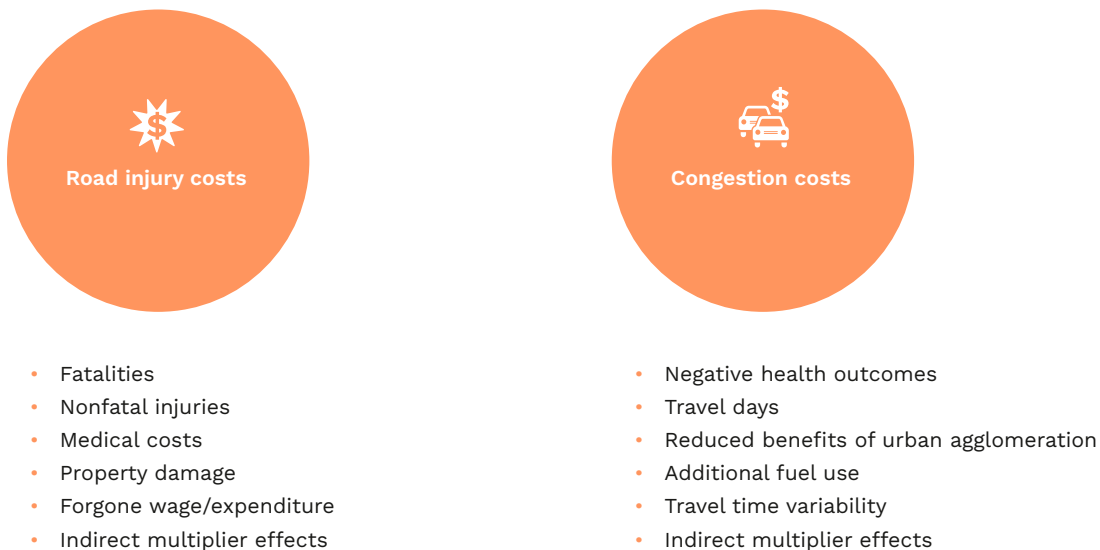 $
Road injury costs
• Fatalities
• Nonfatal injuries
• Medical costs
• Property damage
• Forgone wage/expenditure
• Indirect multiplier effects
$
Congestion costs
• Negative health outcomes
• Travel days
• Reduced benefits of urban agglomeration
• Additional fuel use
• Travel time variability
• Indirect multiplier effects